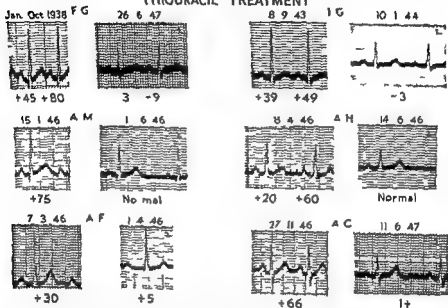 THIOURACIL TREATMENT
Jan. Oct 1938 F G 26 6 47 8 9 43 I G 10 1 44
+45 +80 3 -9 +39 +49 -3
15 1 46 A M 1 6 46 8 4 46 A H 14 6 46
+75 No mal +20 +60 Normal
7 3 46 A F 1 4 46 27 11 46 A C 11 6 47
+30 +5 +66 1+